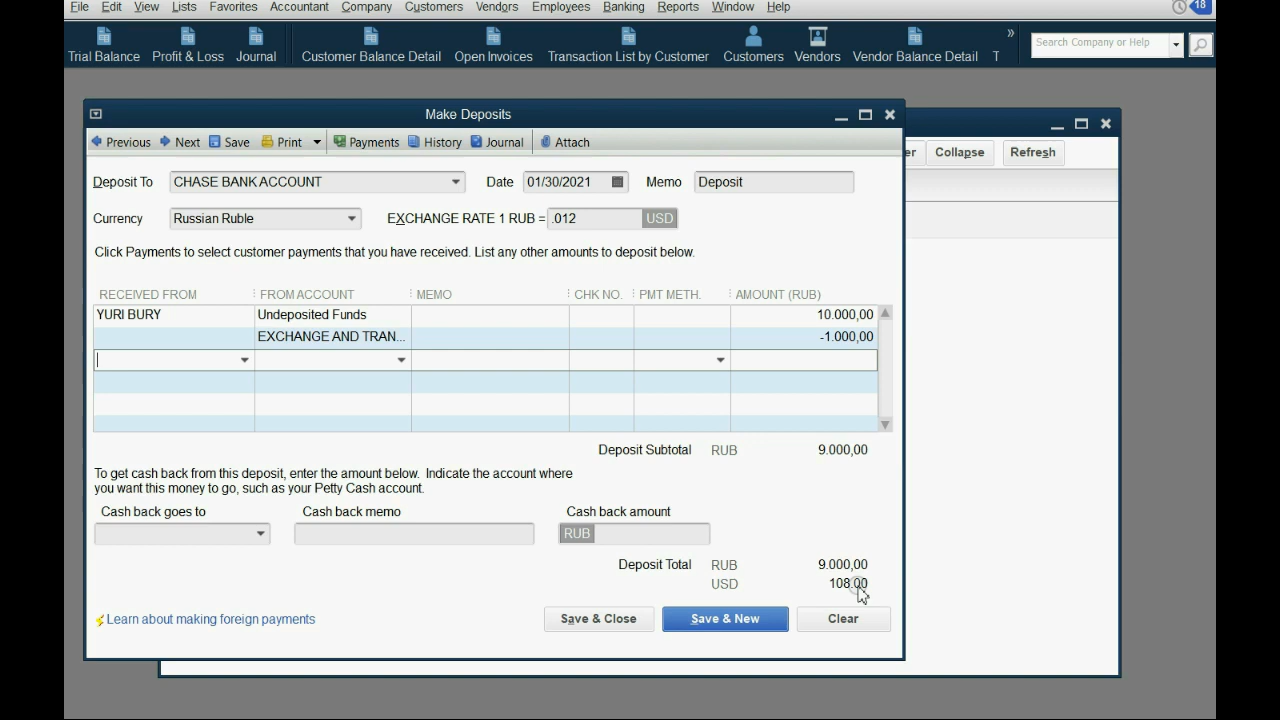 File Edit View Lists Favorites Accountant Company Customers Vendors Employees Banking Reports Window Help 18
Trial Balance Profit & Loss Journal Customer Balance Detail Open Invoices Transaction List by Customer Customers Vendors Vendor Balance Detail T » Search Company or Help
Make Deposits
Previous Next Save Print Payments History Journal Attach
er Collapse Refresh
Deposit To CHASE BANK ACCOUNT Date 01/30/2021 Memo Deposit
Currency Russian Ruble EXCHANGE RATE 1 RUB = .012 USD
Click Payments to select customer payments that you have received. List any other amounts to deposit below.
RECEIVED FROM FROM ACCOUNT MEMO CHK NO. PMT METH. AMOUNT (RUB)
YURI BURY Undeposited Funds 10.000,00
EXCHANGE AND TRAN... -1.000,00
Deposit Subtotal RUB 9.000,00
To get cash back from this deposit, enter the amount below. Indicate the account where
you want this money to go, such as your Petty Cash account.
Cash back goes to Cash back memo Cash back amount
RUB
Deposit Total RUB 9.000,00
USD 108.00
Learn about making foreign payments Save & Close Save & New Clear